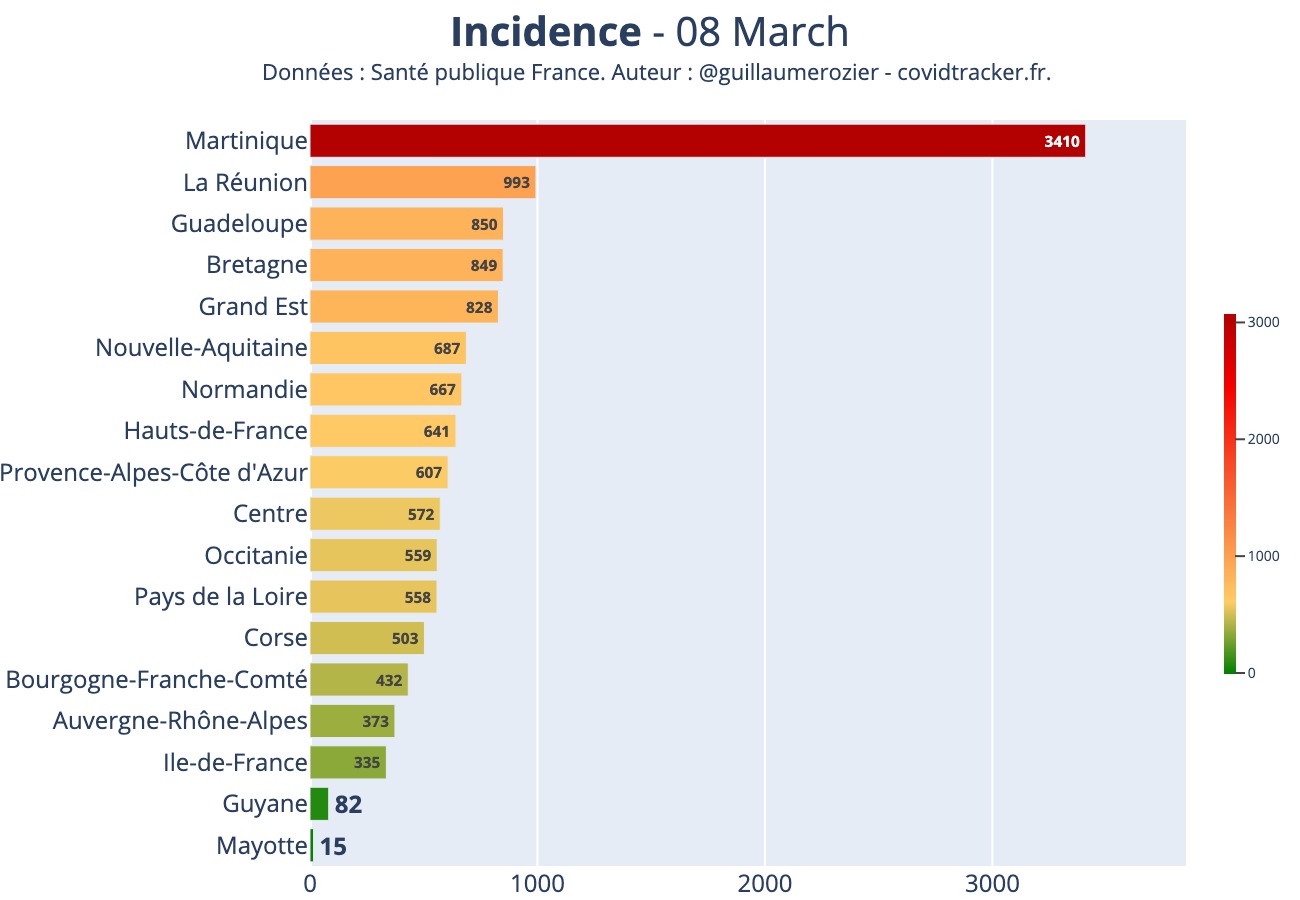 Incidence - 08 March
Données : Santé publique France. Auteur : @guillaumerozier - covidtracker.fr.
Martinique 3410
La Réunion 993
Guadeloupe 850
Bretagne 849
Grand Est 828
Nouvelle-Aquitaine 687
Normandie 667
Hauts-de-France 641
Provence-Alpes-Côte d'Azur 607
Centre 572
Occitanie 559
Pays de la Loire 558
Corse 503
Bourgogne-Franche-Comté 432
Auvergne-Rhône-Alpes 373
Ile-de-France 335
Guyane 82
Mayotte 15
0 1000 2000 3000
3000
2000
1000
0